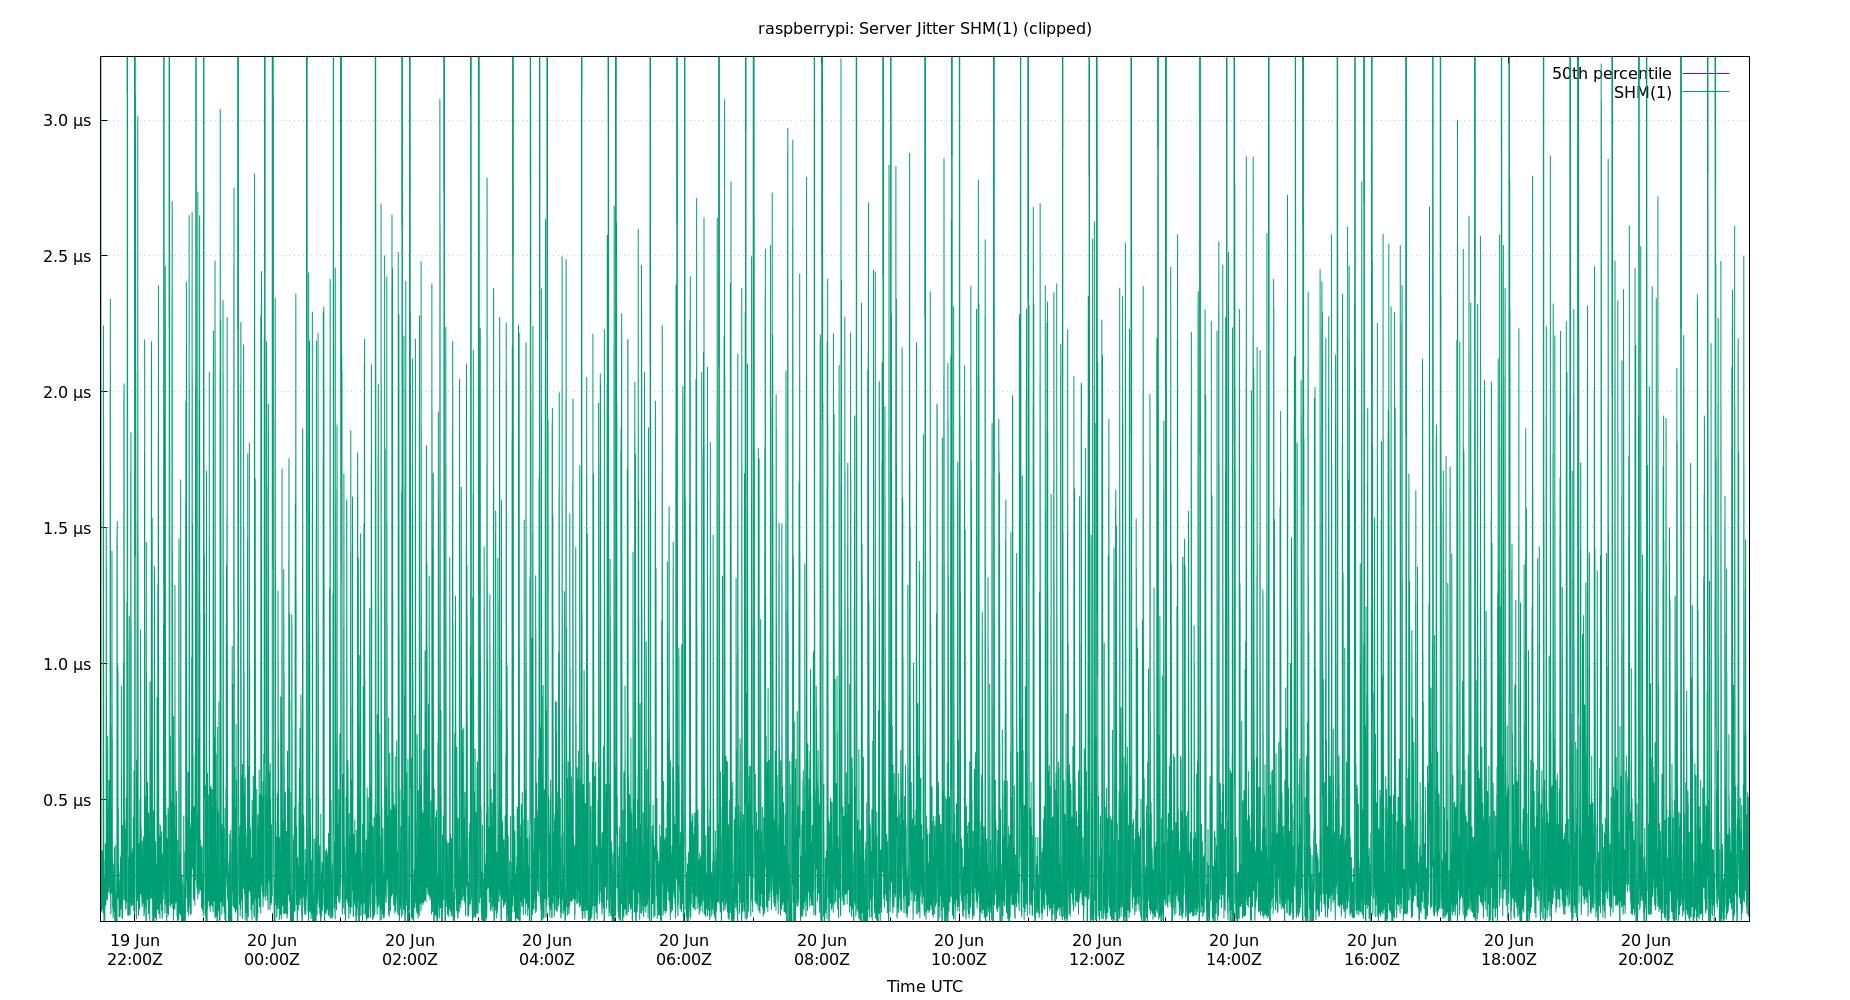 raspberrypi: Server Jitter SHM(1) (clipped)
50th percentile
SHM(1)
3.0 µs
2.5 µs
2.0 µs
1.5 µs
1.0 µs
0.5 µs
19 Jun 20 Jun 20 Jun 20 Jun 20 Jun 20 Jun 20 Jun 20 Jun 20 Jun 20 Jun 20 Jun 20 Jun
22:00Z 00:00Z 02:00Z 04:00Z 06:00Z 08:00Z 10:00Z 12:00Z 14:00Z 16:00Z 18:00Z 20:00Z
Time UTC